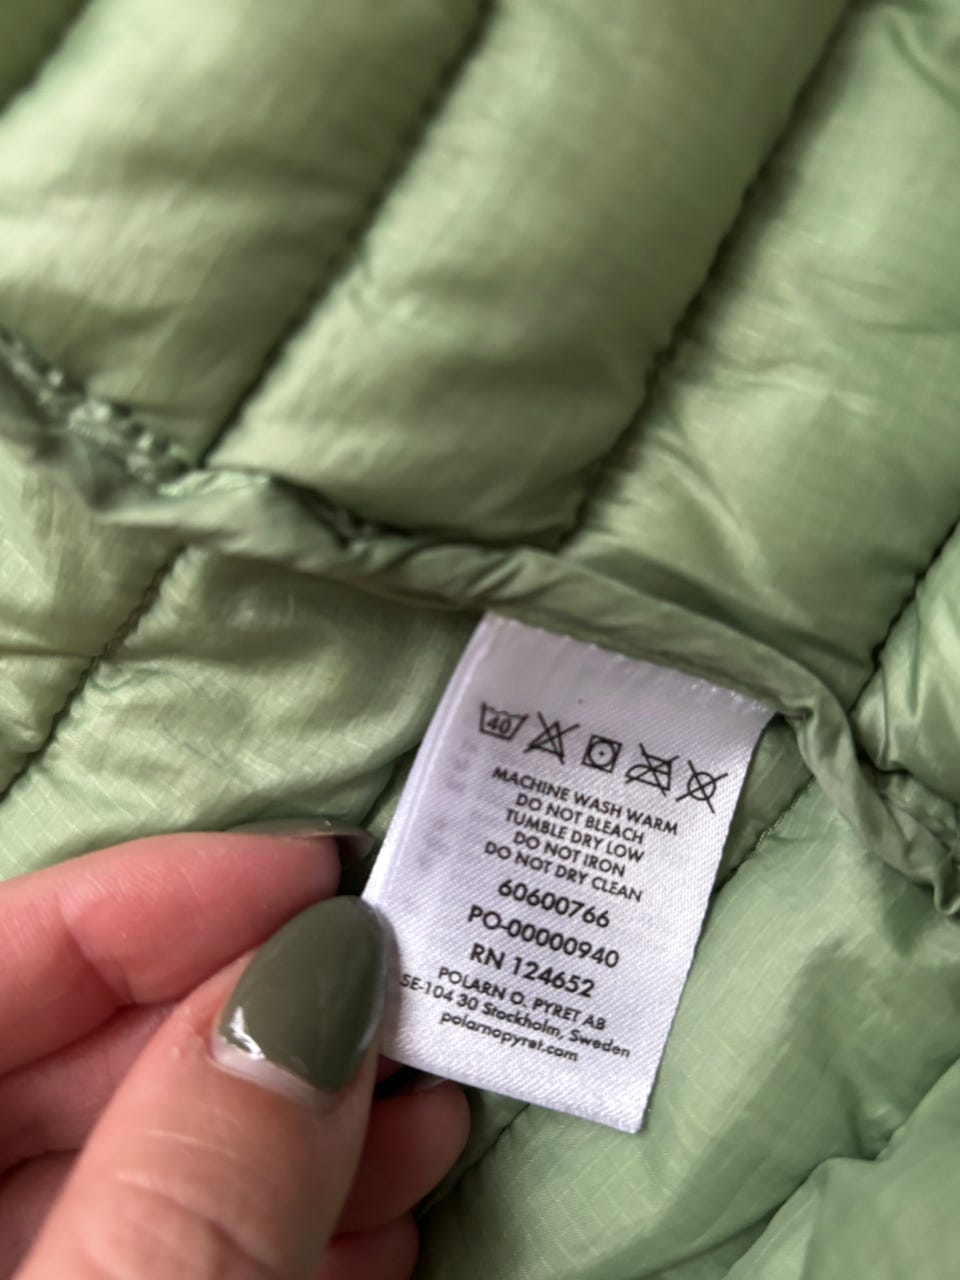 40
MACHINE WASH WARM
DO NOT BLEACH
TUMBLE DRY LOW
DO NOT IRON
DO NOT DRY CLEAN
60600766
PO-00000940
RN 124652
POLARN O. PYRET AB
SE-104 30 Stockholm, Sweden
polarnopyret.com